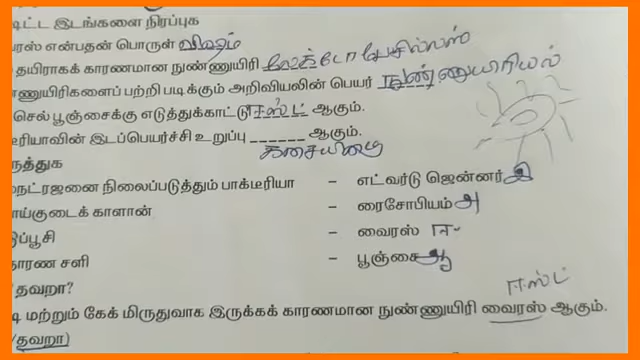 டிட்ட இடங்களை நிரப்புக
ரஸ் என்பதன் பொருள் விஷம்
தயிராகக் காரணமான நுண்ணுயிரி லேக்டோ பேசில்லஸ்
ணுயிரிகளைப் பற்றி படிக்கும் அறிவியலின் பெயர் நுண்ணுயிரியல்
செல் பூஞ்சைக்கு எடுத்துக்காட்டு ஈஸ்ட் ஆகும்.
டீரியாவின் இடப்பெயர்ச்சி உறுப்பு ______ ஆகும்.
கசையிழை
ருத்துக
நைட்ரஜனை நிலைப்படுத்தும் பாக்டீரியா – எட்வர்டு ஜென்னர் இ
ாய்குடைக் காளான் – ரைசோபியம் அ
ப்பூசி – வைரஸ் ஈ
தாரண சளி – பூஞ்சை ஆ
தவறா?
ஈஸ்ட்
டி மற்றும் கேக் மிருதுவாக இருக்கக் காரணமான நுண்ணுயிரி வைரஸ் ஆகும்.
/தவறா)